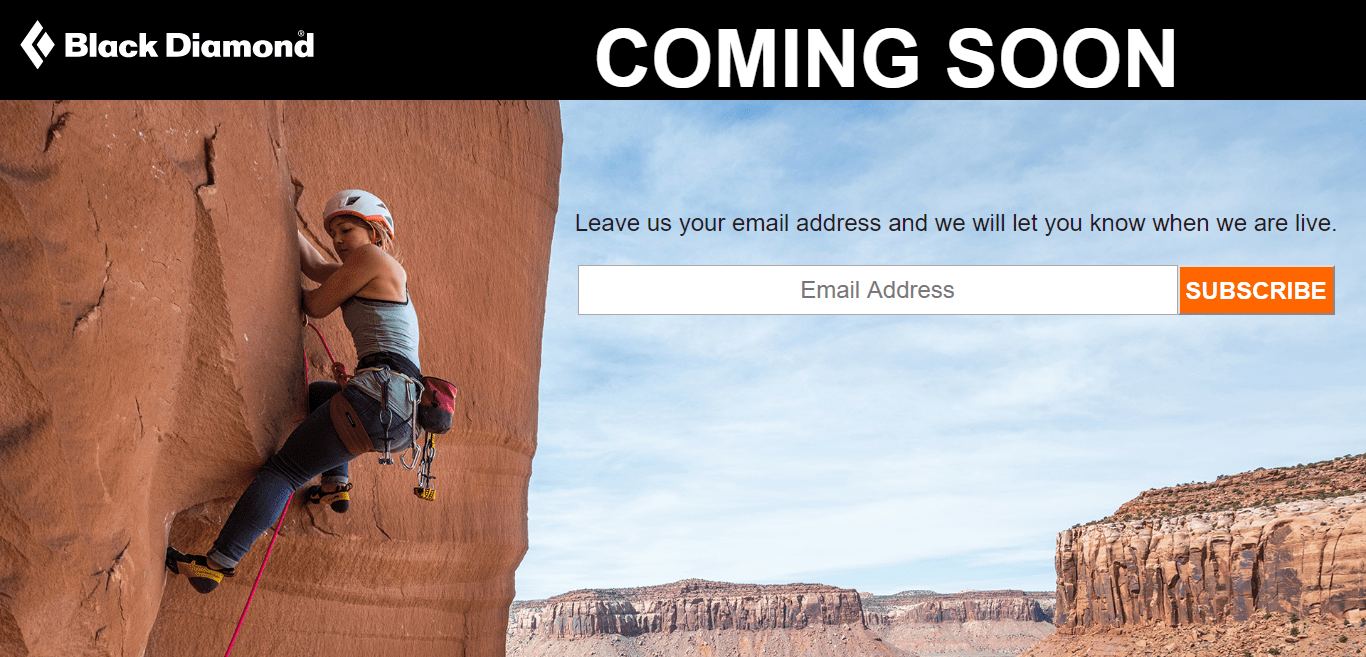 Black Diamond®
COMING SOON
Leave us your email address and we will let you know when we are live.
Email Address
SUBSCRIBE